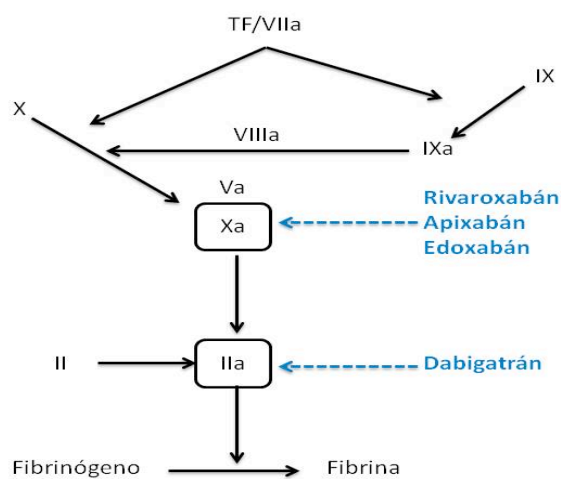 TF/VIIa
IX
X
VIIIa
IXa
Va
Rivaroxabán
Xa
Apixabán
Edoxabán
II
IIa
Dabigatrán
Fibrinógeno
Fibrina